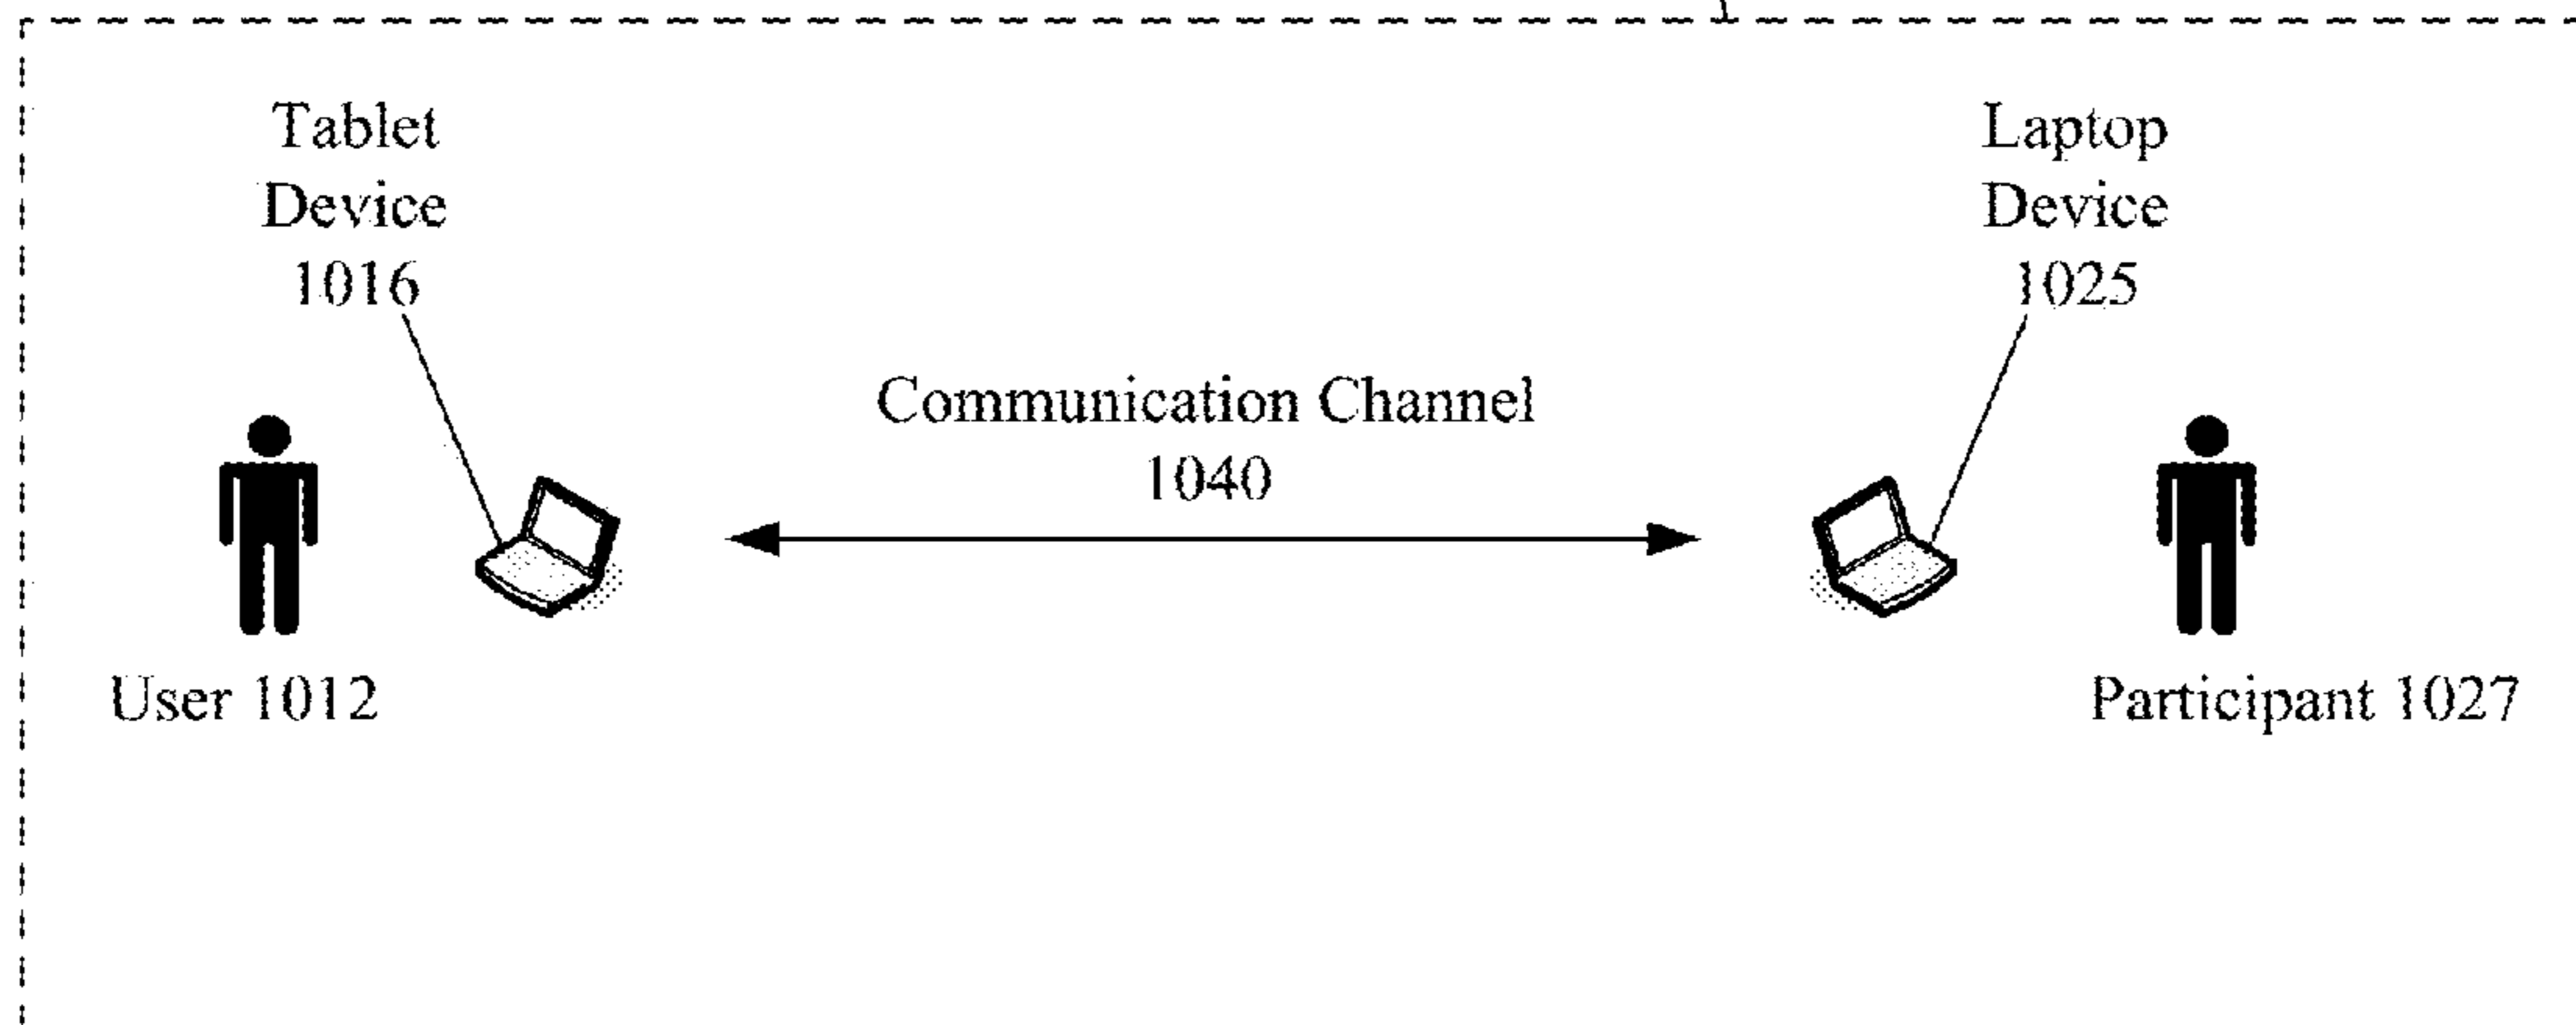 Tablet
Device
1016
Laptop
Device
1025
Communication Channel
1040
User 1012
Participant 1027